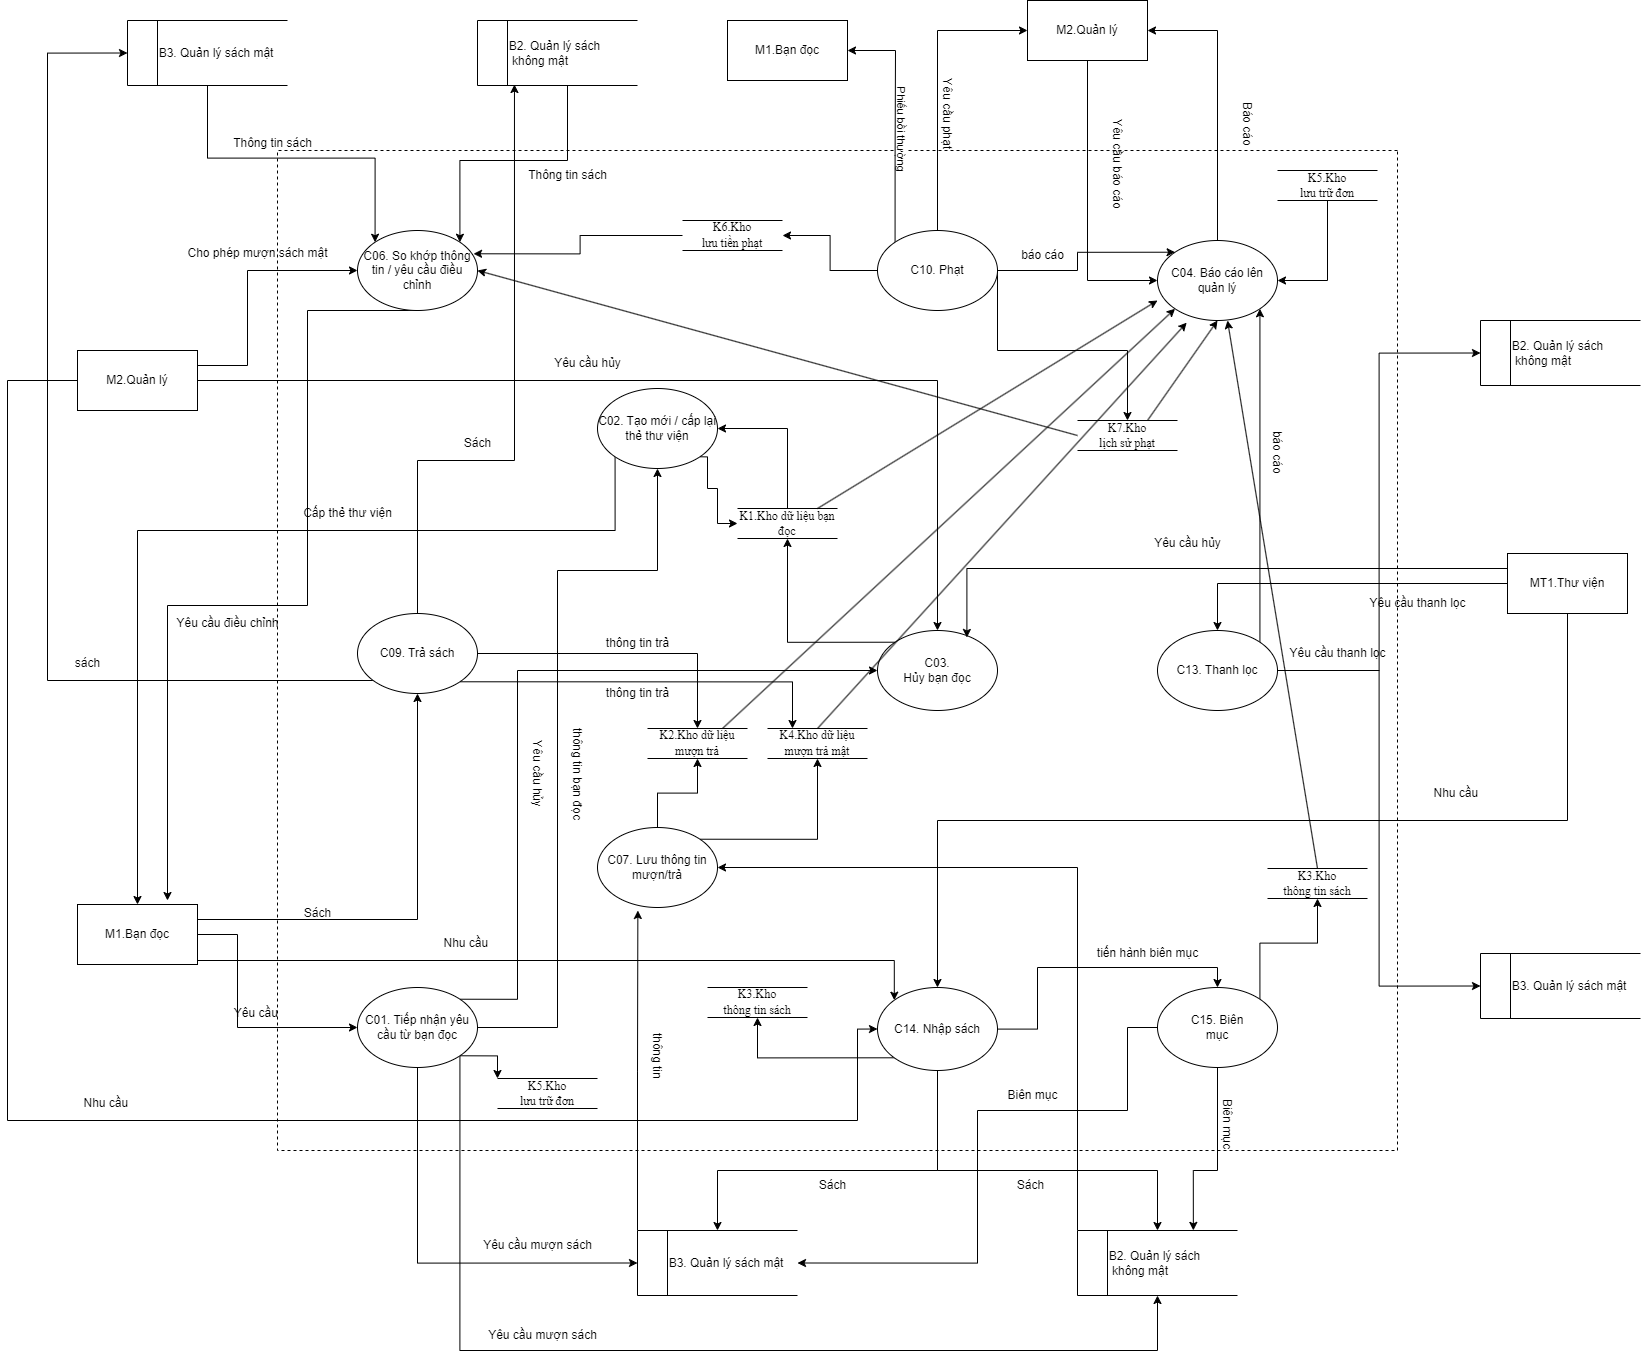 B3. Quản lý sách mật
B2. Quản lý sách
không mật
M1.Bạn đọc
M2.Quản lý
Phiếu bồi thường
Yêu cầu phạt
Yêu cầu báo cáo
Báo cáo
Thông tin sách
Thông tin sách
K5.Kho
lưu trữ đơn
Cho phép mượn sách mật
C06. So khớp thông
tin / yêu cầu điều
chỉnh
K6.Kho
lưu tiền phạt
C10. Phạt
báo cáo
C04. Báo cáo lên
quản lý
M2.Quản lý
Yêu cầu hủy
B2. Quản lý sách
không mật
C02. Tạo mới / cấp lại
thẻ thư viện
K7.Kho
lịch sử phạt
Sách
báo cáo
Cấp thẻ thư viện
K1.Kho dữ liệu bạn
đọc
Yêu cầu hủy
MT1.Thư viện
Yêu cầu thanh lọc
Yêu cầu điều chỉnh
C09. Trả sách
thông tin trả
sách
thông tin trả
C03.
Hủy bạn đọc
C13. Thanh lọc
Yêu cầu thanh lọc
K2.Kho dữ liệu
mượn trả
K4.Kho dữ liệu
mượn trả mật
Yêu cầu hủy
thông tin bạn đọc
Nhu cầu
C07. Lưu thông tin
mượn/trả
K3.Kho
thông tin sách
M1.Bạn đọc
Sách
Nhu cầu
tiến hành biên mục
Yêu cầu
C01. Tiếp nhận yêu
cầu từ bạn đọc
K3.Kho
thông tin sách
C14. Nhập sách
C15. Biên
mục
B3. Quản lý sách mật
thông tin
K5.Kho
lưu trữ đơn
Nhu cầu
Biên mục
Biên mục
Sách
Sách
Yêu cầu mượn sách
B3. Quản lý sách mật
B2. Quản lý sách
không mật
Yêu cầu mượn sách